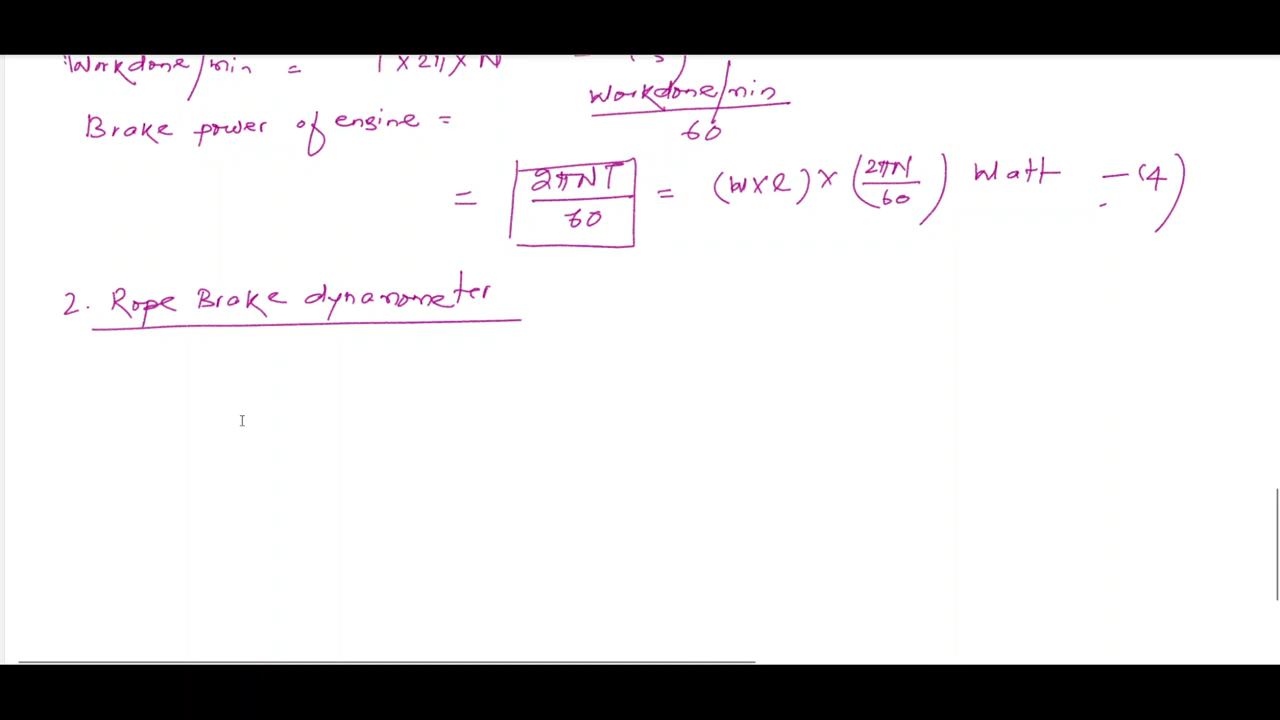 Workdone/min = T x 2π x N
Workdone/min
Brake power of engine =
60
= 2πNT/60 = (W x l) x (2πN/60) Watt - (4)
2. Rope Brake dynamometer